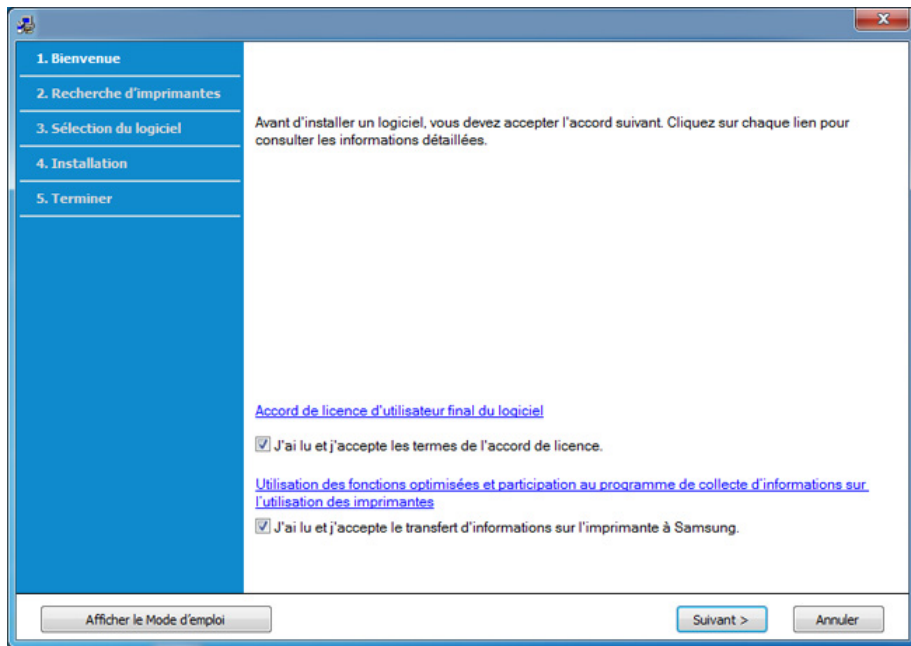 1. Bienvenue
2. Recherche d'imprimantes
3. Sélection du logiciel
4. Installation
5. Terminer
Avant d'installer un logiciel, vous devez accepter l'accord suivant. Cliquez sur chaque lien pour
consulter les informations détaillées.
Accord de licence d'utilisateur final du logiciel
J'ai lu et j'accepte les termes de l'accord de licence.
Utilisation des fonctions optimisées et participation au programme de collecte d'informations sur
l'utilisation des imprimantes
J'ai lu et j'accepte le transfert d'informations sur l'imprimante à Samsung.
Afficher le Mode d'emploi
Suivant >
Annuler